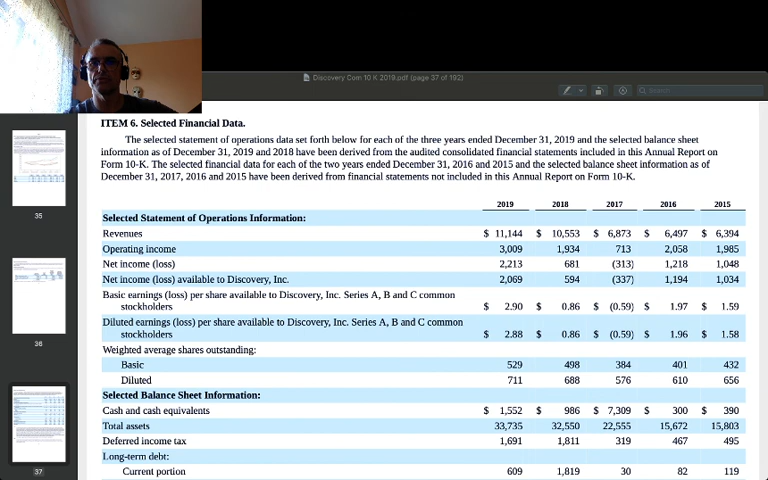 Discovery Com 10 K 2019.pdf (page 37 of 192)
Search
ITEM 6. Selected Financial Data.
The selected statement of operations data set forth below for each of the three years ended December 31, 2019 and the selected balance sheet
information as of December 31, 2019 and 2018 have been derived from the audited consolidated financial statements included in this Annual Report on
Form 10-K. The selected financial data for each of the two years ended December 31, 2016 and 2015 and the selected balance sheet information as of
December 31, 2017, 2016 and 2015 have been derived from financial statements not included in this Annual Report on Form 10-K.
2019 2018 2017 2016 2015
Selected Statement of Operations Information:
Revenues $ 11,144 $ 10,553 $ 6,873 $ 6,497 $ 6,394
Operating income 3,009 1,934 713 2,058 1,985
Net income (loss) 2,213 681 (313) 1,218 1,048
Net income (loss) available to Discovery, Inc. 2,069 594 (337) 1,194 1,034
Basic earnings (loss) per share available to Discovery, Inc. Series A, B and C common
stockholders $ 2.90 $ 0.86 $ (0.59) $ 1.97 $ 1.59
Diluted earnings (loss) per share available to Discovery, Inc. Series A, B and C common
stockholders $ 2.88 $ 0.86 $ (0.59) $ 1.96 $ 1.58
Weighted average shares outstanding:
Basic 529 498 384 401 432
Diluted 711 688 576 610 656
Selected Balance Sheet Information:
Cash and cash equivalents $ 1,552 $ 986 $ 7,309 $ 300 $ 390
Total assets 33,735 32,550 22,555 15,672 15,803
Deferred income tax 1,691 1,811 319 467 495
Long-term debt:
Current portion 609 1,819 30 82 119
35
36
37